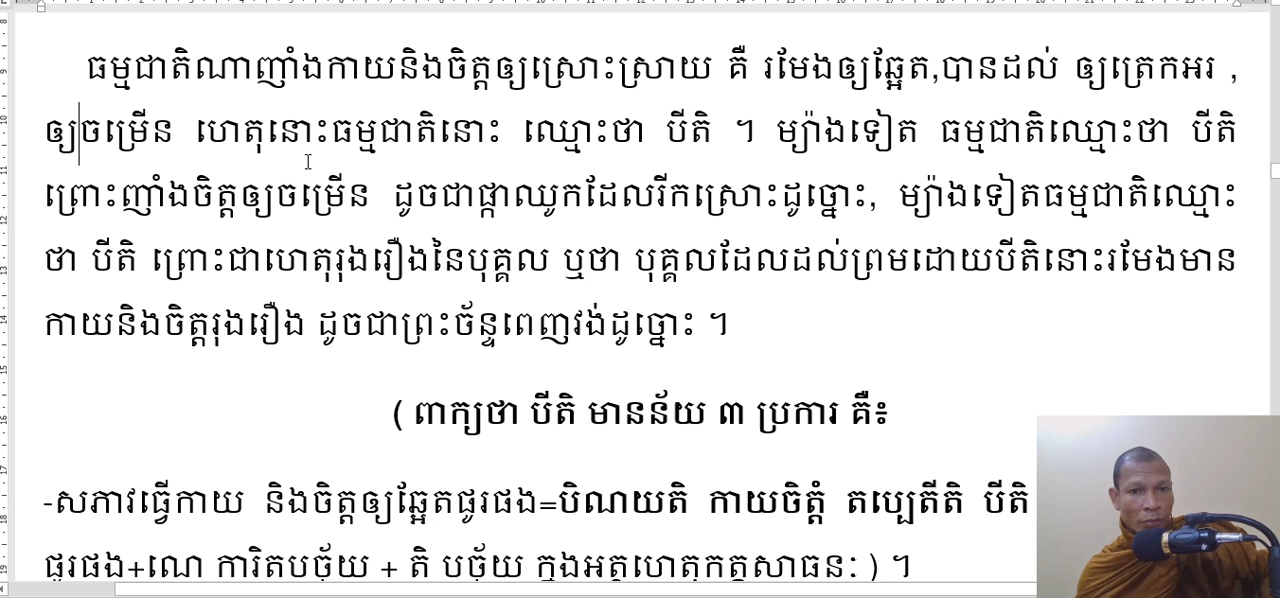 ធម្មជាតិណាញាំងកាយនិងចិត្តឲ្យស្រោះស្រាយ គឺ រមែងឲ្យឆ្អែត,បានដល់ ឲ្យត្រេកអរ ,
ឲ្យចម្រើន ហេតុនោះធម្មជាតិនោះ ឈ្មោះថា បីតិ ។ ម្យ៉ាងទៀត ធម្មជាតិឈ្មោះថា បីតិ
ព្រោះញាំងចិត្តឲ្យចម្រើន ដូចជាផ្កាឈូកដែលរីកស្រោះដូច្នោះ, ម្យ៉ាងទៀតធម្មជាតិឈ្មោះ
ថា បីតិ ព្រោះជាហេតុរុងរឿងនៃបុគ្គល ឬថា បុគ្គលដែលដល់ព្រមដោយបីតិនោះរមែងមាន
កាយនិងចិត្តរុងរឿង ដូចជាព្រះច័ន្ទពេញវង់ដូច្នោះ ។
( ពាក្យថា បីតិ មានន័យ ៣ ប្រការ គឺ៖
-សភាវធ្វើកាយ និងចិត្តឲ្យឆ្អែតផូរផង=បិណយតិ កាយចិត្តំ តប្បេតីតិ បីតិ
ផូរផង+ណេ ការិតបច្ច័យ + តិ បច្ច័យ ក្នុងអត្ថហេតុកត្តុសាធនៈ ) ។